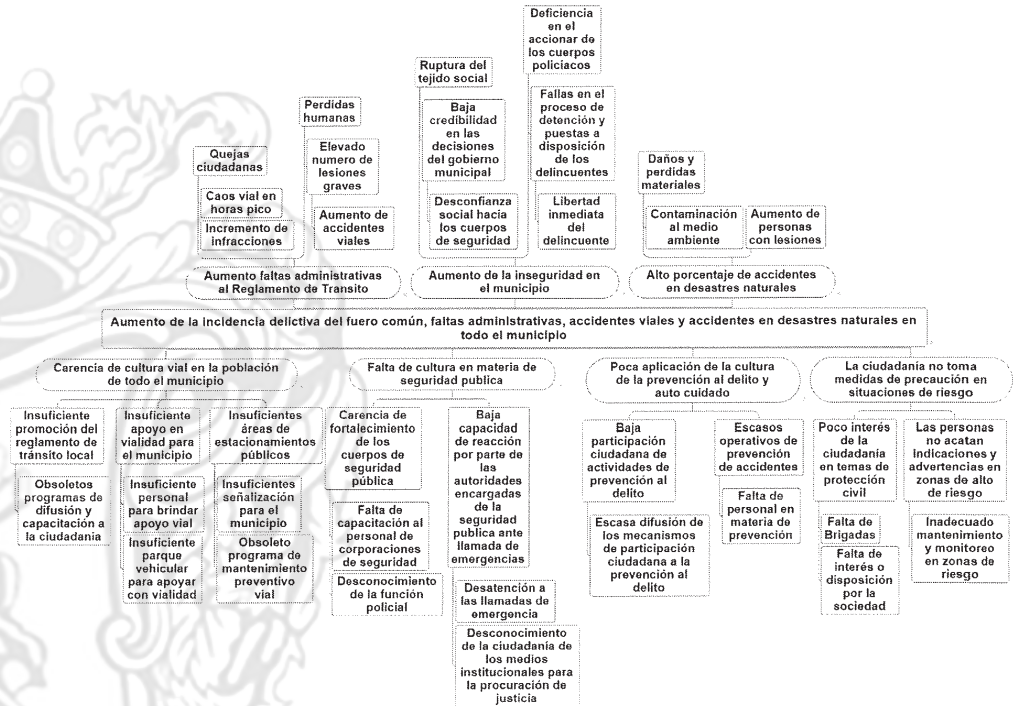 Deficiencia
en el
accionar de
los cuerpos
policíacos
Ruptura del
tejido social
Fallas en el
proceso de
detención y
puestas a
disposición
de los
delincuentes
Perdidas
humanas
Baja
credibilidad
en las
decisiones
del gobierno
municipal
Quejas
ciudadanas
Elevado
numero de
lesiones
graves
Daños y
perdidas
materiales
Caos vial en
horas pico
Incremento de
infracciones
Aumento de
accidentes
viales
Desconfianza
social hacia
los cuerpos
de seguridad
Libertad
inmediata
del
delincuente
Contaminación
al medio
ambiente
Aumento de
personas
con lesiones
Aumento faltas administrativas
al Reglamento de Transito
Aumento de la inseguridad en
el municipio
Alto porcentaje de accidentes
en desastres naturales
Aumento de la incidencia delictiva del fuero común, faltas administrativas, accidentes viales y accidentes en desastres naturales en
todo el municipio
Carencia de cultura vial en la población
de todo el municipio
Falta de cultura en materia de
seguridad publica
Poca aplicación de la cultura
de la prevención al delito y
auto cuidado
La ciudadanía no toma
medidas de precaución en
situaciones de riesgo
Insuficiente
promoción del
reglamento de
tránsito local
Obsoletos
programas de
difusión y
capacitación a
la ciudadanía
Insuficiente
apoyo en
vialidad para
el municipio
Insuficiente
personal
para brindar
apoyo vial
Insuficiente
parque
vehicular
para apoyar
con vialidad
Insuficientes
áreas de
estacionamientos
públicos
Insuficientes
señalización
para el
municipio
Obsoleto
programa de
mantenimiento
preventivo
vial
Carencia de
fortalecimiento
de los
cuerpos de
seguridad
pública
Falta de
capacitación al
personal de
corporaciones
de seguridad
Desconocimiento
de la función
policial
Baja
capacidad
de reacción
por parte de
las
autoridades
encargadas
de la
seguridad
publica ante
llamada de
emergencias
Desatención a
las llamadas de
emergencia
Desconocimiento
de la ciudadanía de
los medios
institucionales para
la procuración de
justicia
Baja
participación
ciudadana de
actividades de
prevención al
delito
Escasa difusión de
los mecanismos
de participación
ciudadana a la
prevención al
delito
Escasos
operativos de
prevención
de accidentes
Falta de
personal en
materia de
prevención
Poco interés
de la
ciudadanía
en temas de
protección
civil
Falta de
Brigadas
Falta de
interés o
disposición
por la
sociedad
Las personas
no acatan
indicaciones y
advertencias en
zonas de alto
de riesgo
Inadecuado
mantenimiento
y monitoreo
en zonas de
riesgo